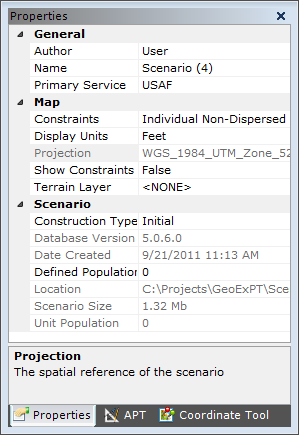 Properties
General
Author User
Name Scenario (4)
Primary Service USAF
Map
Constraints Individual Non-Dispersed
Display Units Feet
Projection WGS_1984_UTM_Zone_52
Show Constraints False
Terrain Layer <NONE>
Scenario
Construction Type Initial
Database Version 5.0.6.0
Date Created 9/21/2011 11:13 AM
Defined Population 0
Location C:\Projects\GeoExPT\Sce
Scenario Size 1.32 Mb
Unit Population 0
Projection
The spatial reference of the scenario
Properties APT Coordinate Tool